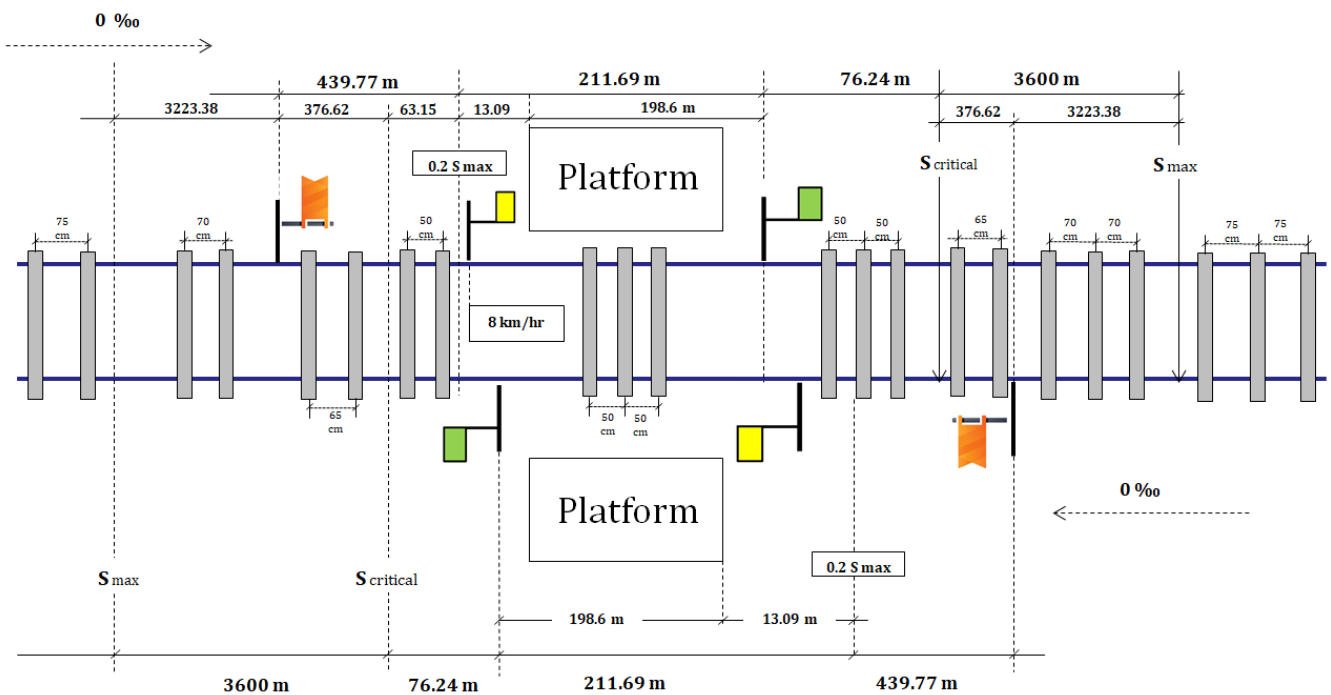 0 ‰
439.77 m
211.69 m
76.24 m
3600 m
3223.38
376.62
63.15
13.09
198.6 m
376.62
3223.38
0.2 S max
Platform
S critical
S max
75
cm
70
cm
50
cm
50
cm
50
cm
65
cm
70
cm
70
cm
75
cm
75
cm
8 km/hr
65
cm
50
cm
50
cm
Platform
0 ‰
S max
S critical
0.2 S max
198.6 m
13.09 m
3600 m
76.24 m
211.69 m
439.77 m